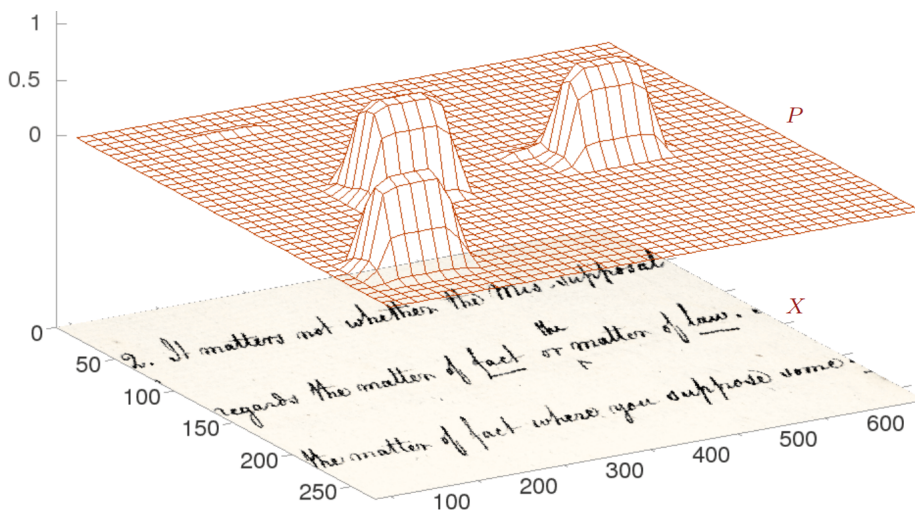 1
0.5
0
P
X
0
50
100
150
200
250
100
200
300
400
500
600
2. It matters not whether the mis-supposal
the
regards the matter of fact or matter of law.
the matter of fact where you suppose some